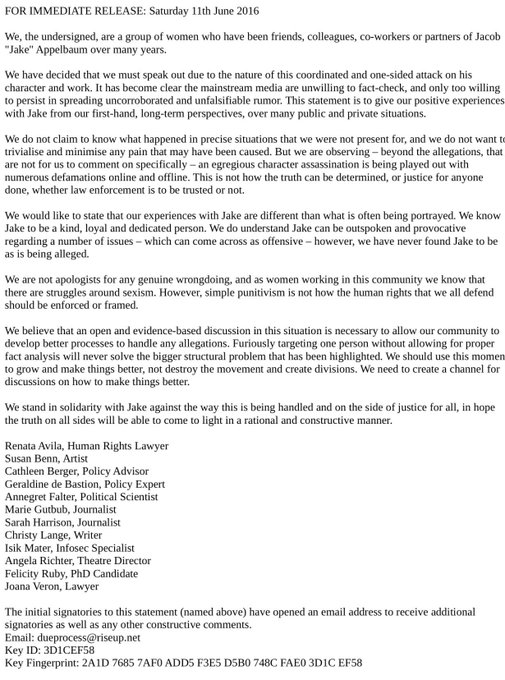 FOR IMMEDIATE RELEASE: Saturday 11th June 2016
We, the undersigned, are a group of women who have been friends, colleagues, co-workers or partners of Jacob
"Jake" Appelbaum over many years.
We have decided that we must speak out due to the nature of this coordinated and one-sided attack on his
character and work. It has become clear the mainstream media are unwilling to fact-check, and only too willing
to persist in spreading uncorroborated and unfalsifiable rumor. This statement is to give our positive experiences
with Jake from our first-hand, long-term perspectives, over many public and private situations.
We do not claim to know what happened in precise situations that we were not present for, and we do not want to
trivialise and minimise any pain that may have been caused. But we are observing – beyond the allegations, that
are not for us to comment on specifically – an egregious character assassination is being played out with
numerous defamations online and offline. This is not how the truth can be determined, or justice for anyone
done, whether law enforcement is to be trusted or not.
We would like to state that our experiences with Jake are different than what is often being portrayed. We know
Jake to be a kind, loyal and dedicated person. We do understand Jake can be outspoken and provocative
regarding a number of issues – which can come across as offensive – however, we have never found Jake to be
as is being alleged.
We are not apologists for any genuine wrongdoing, and as women working in this community we know that
there are struggles around sexism. However, simple punitivism is not how the human rights that we all defend
should be enforced or framed.
We believe that an open and evidence-based discussion in this situation is necessary to allow our community to
develop better processes to handle any allegations. Furiously targeting one person without allowing for proper
fact analysis will never solve the bigger structural problem that has been highlighted. We should use this momen
to grow and make things better, not destroy the movement and create divisions. We need to create a channel for
discussions on how to make things better.
We stand in solidarity with Jake against the way this is being handled and on the side of justice for all, in hope
the truth on all sides will be able to come to light in a rational and constructive manner.
Renata Avila, Human Rights Lawyer
Susan Benn, Artist
Cathleen Berger, Policy Advisor
Geraldine de Bastion, Policy Expert
Annegret Falter, Political Scientist
Marie Gutbub, Journalist
Sarah Harrison, Journalist
Christy Lange, Writer
Isik Mater, Infosec Specialist
Angela Richter, Theatre Director
Felicity Ruby, PhD Candidate
Joana Veron, Lawyer
The initial signatories to this statement (named above) have opened an email address to receive additional
signatories as well as any other constructive comments.
Email: dueprocess@riseup.net
Key ID: 3D1CEF58
Key Fingerprint: 2A1D 7685 7AF0 ADD5 F3E5 D5B0 748C FAE0 3D1C EF58